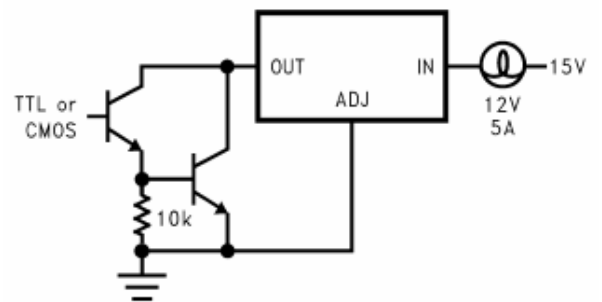 OUT
IN
ADJ
15V
12V
5A
TTL or
CMOS
10k